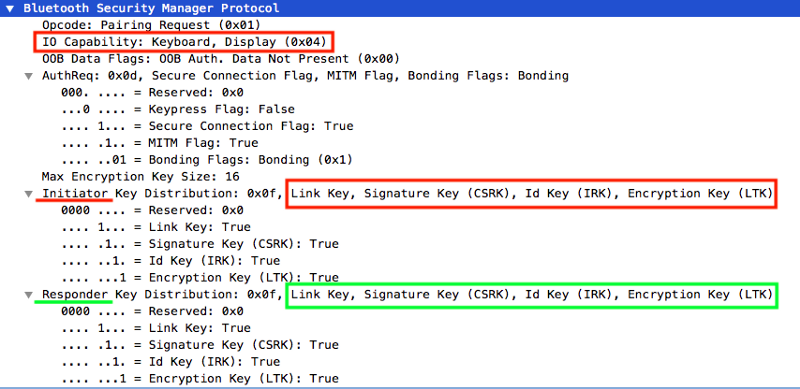 Bluetooth Security Manager Protocol
Opcode: Pairing Request (0x01)
IO Capability: Keyboard, Display (0x04)
OOB Data Flags: OOB Auth. Data Not Present (0x00)
AuthReq: 0x0d, Secure Connection Flag, MITM Flag, Bonding Flags: Bonding
000. .... = Reserved: 0x0
...0 .... = Keypress Flag: False
.... 1... = Secure Connection Flag: True
.... .1.. = MITM Flag: True
.... ..01 = Bonding Flags: Bonding (0x1)
Max Encryption Key Size: 16
Initiator Key Distribution: 0x0f, Link Key, Signature Key (CSRK), Id Key (IRK), Encryption Key (LTK)
0000 .... = Reserved: 0x0
.... 1... = Link Key: True
.... .1.. = Signature Key (CSRK): True
.... ..1. = Id Key (IRK): True
.... ...1 = Encryption Key (LTK): True
Responder Key Distribution: 0x0f, Link Key, Signature Key (CSRK), Id Key (IRK), Encryption Key (LTK)
0000 .... = Reserved: 0x0
.... 1... = Link Key: True
.... .1.. = Signature Key (CSRK): True
.... ..1. = Id Key (IRK): True
.... ...1 = Encryption Key (LTK): True